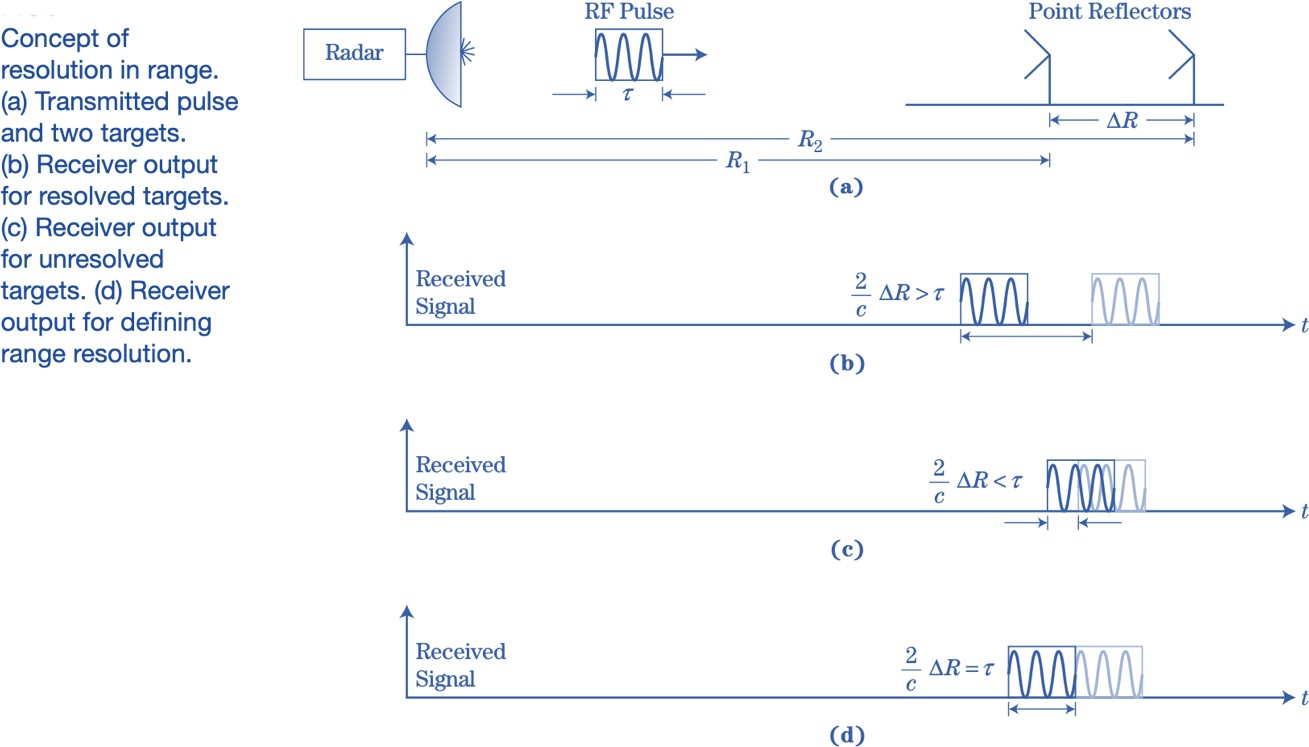 Concept of
resolution in range.
(a) Transmitted pulse
and two targets.
(b) Receiver output
for resolved targets.
(c) Receiver output
for unresolved
targets. (d) Receiver
output for defining
range resolution.
Radar
RF Pulse
τ
Point Reflectors
ΔR
R₂
R₁
(a)
Received
Signal
2/c ΔR > τ
t
(b)
Received
Signal
2/c ΔR < τ
t
(c)
Received
Signal
2/c ΔR = τ
t
(d)